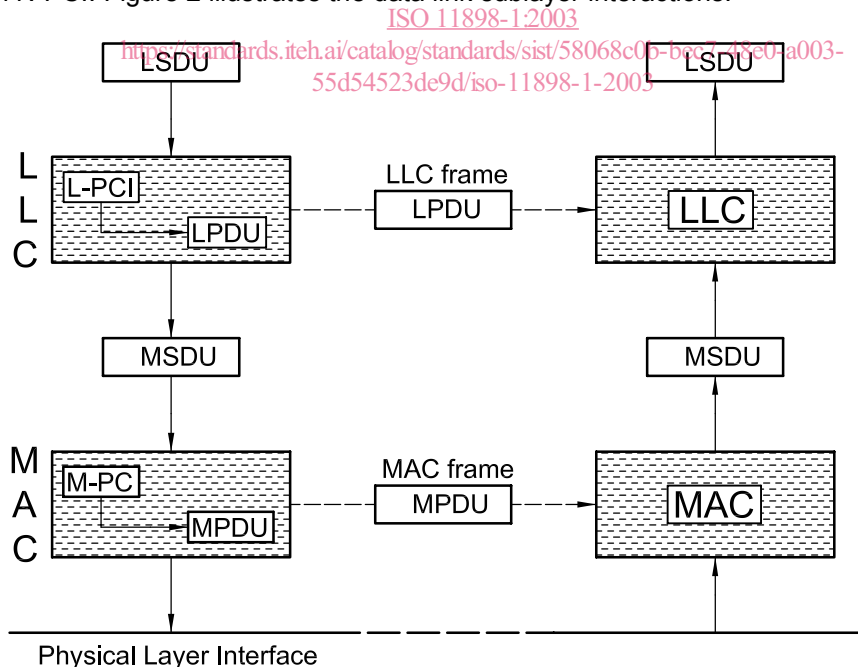 ISO 11898-1:2003
https://standards.iteh.ai/catalog/standards/sist/58068c0b-bec7-48e0-a003-
55d54523de9d/iso-11898-1-2003
LSDU
LSDU
L
L
C
L-PCI
LPDU
LLC frame
LPDU
LLC
MSDU
MSDU
M
A
C
M-PC
MPDU
MAC frame
MPDU
MAC
Physical Layer Interface